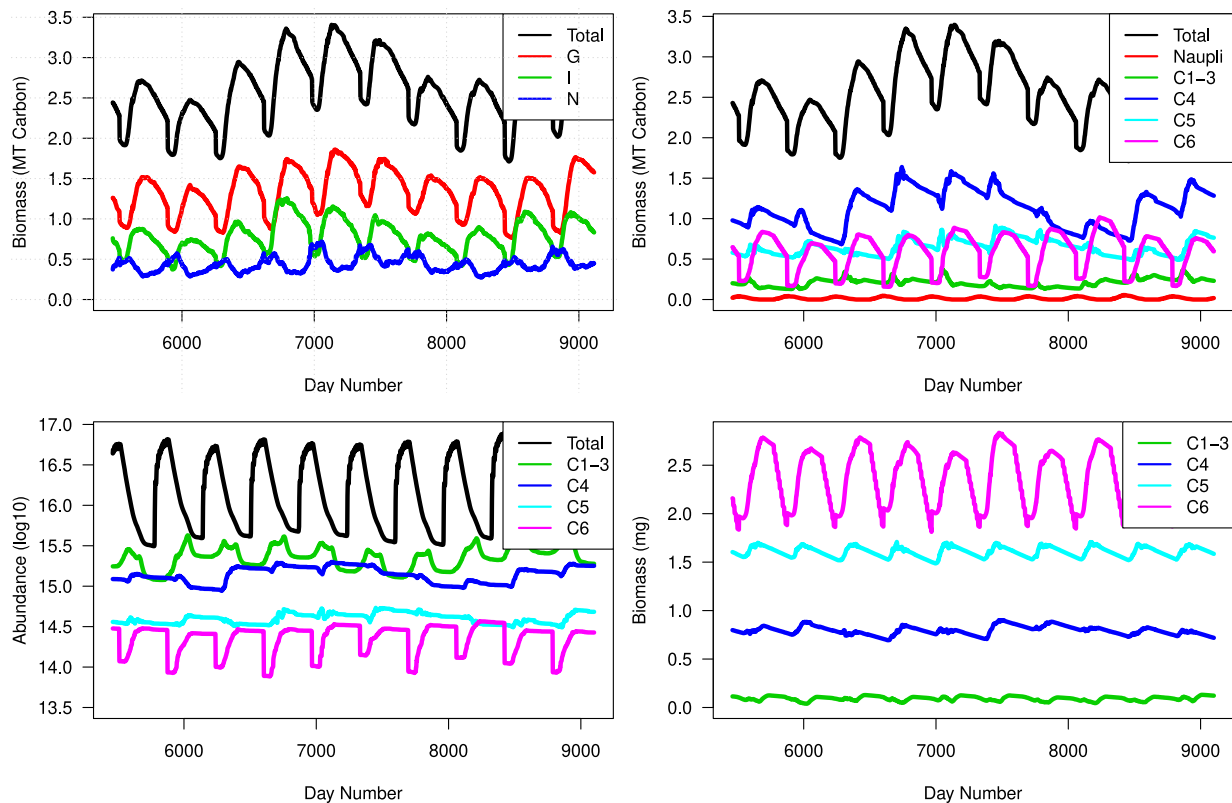 Biomass (MT Carbon)
3.5
3.0
2.5
2.0
1.5
1.0
0.5
0.0
Total
G
I
N
6000
7000
8000
9000
Day Number
Biomass (MT Carbon)
3.5
3.0
2.5
2.0
1.5
1.0
0.5
0.0
Total
Naupli
C1−3
C4
C5
C6
6000
7000
8000
9000
Day Number
Abundance (log10)
17.0
16.5
16.0
15.5
15.0
14.5
14.0
13.5
Total
C1−3
C4
C5
C6
6000
7000
8000
9000
Day Number
Biomass (mg)
2.5
2.0
1.5
1.0
0.5
0.0
C1−3
C4
C5
C6
6000
7000
8000
9000
Day Number